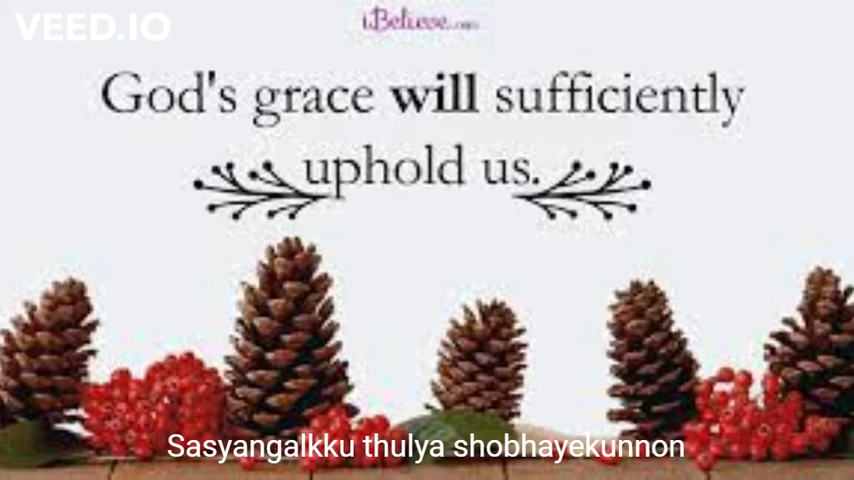 VEED.IO
iBelieve.com
God's grace will sufficiently
uphold us.
Sasyangalkku thulya shobhayekunnon